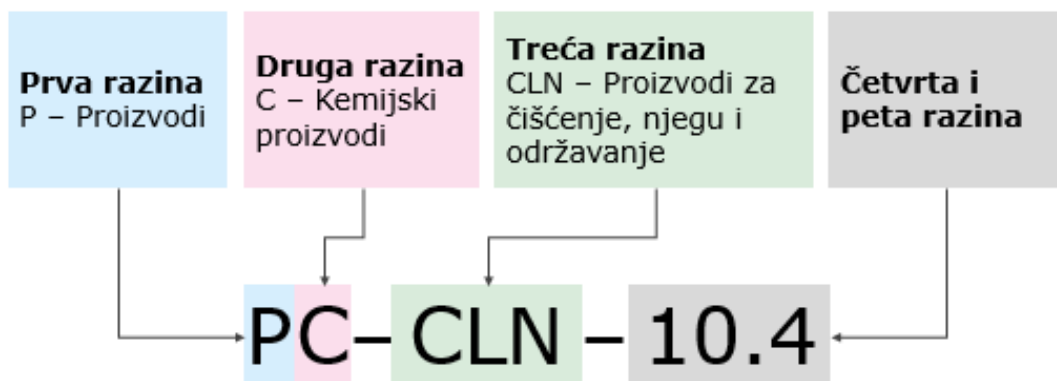 Prva razina
P – Proizvodi
Druga razina
C – Kemijski
proizvodi
Treća razina
CLN – Proizvodi za
čišćenje, njegu i
održavanje
Četvrta i
peta razina
PC–CLN–10.4